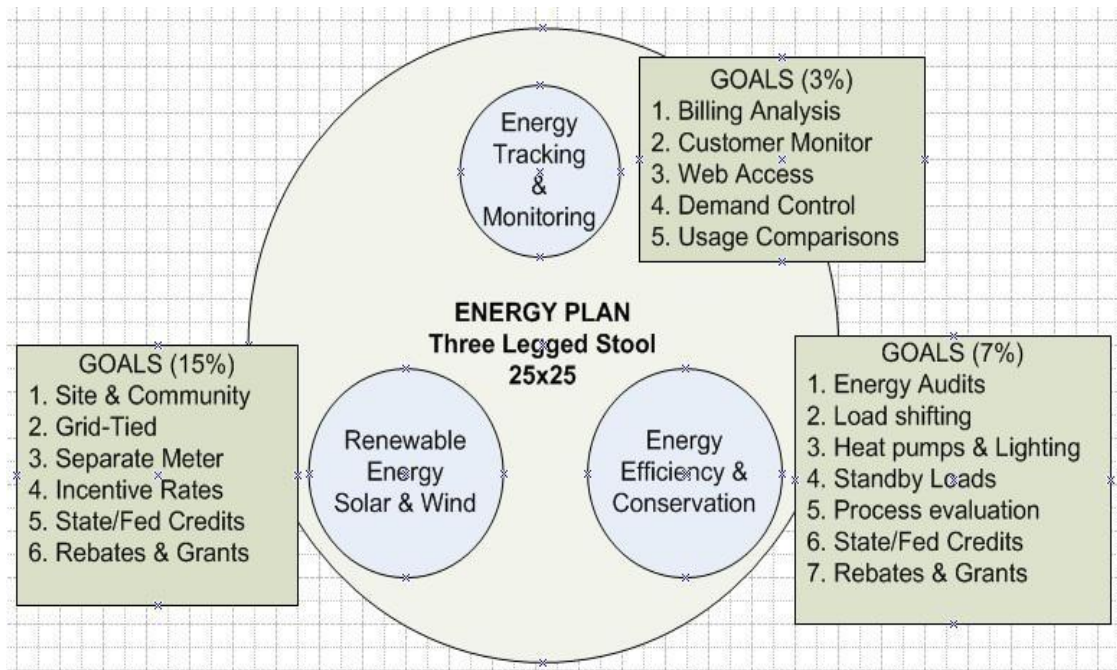 Energy
Tracking
&
Monitoring
GOALS (3%)
1. Billing Analysis
2. Customer Monitor
3. Web Access
4. Demand Control
5. Usage Comparisons
ENERGY PLAN
Three Legged Stool
25x25
GOALS (15%)
1. Site & Community
2. Grid-Tied
3. Separate Meter
4. Incentive Rates
5. State/Fed Credits
6. Rebates & Grants
Renewable
Energy
Solar & Wind
Energy
Efficiency &
Conservation
GOALS (7%)
1. Energy Audits
2. Load shifting
3. Heat pumps & Lighting
4. Standby Loads
5. Process evaluation
6. State/Fed Credits
7. Rebates & Grants